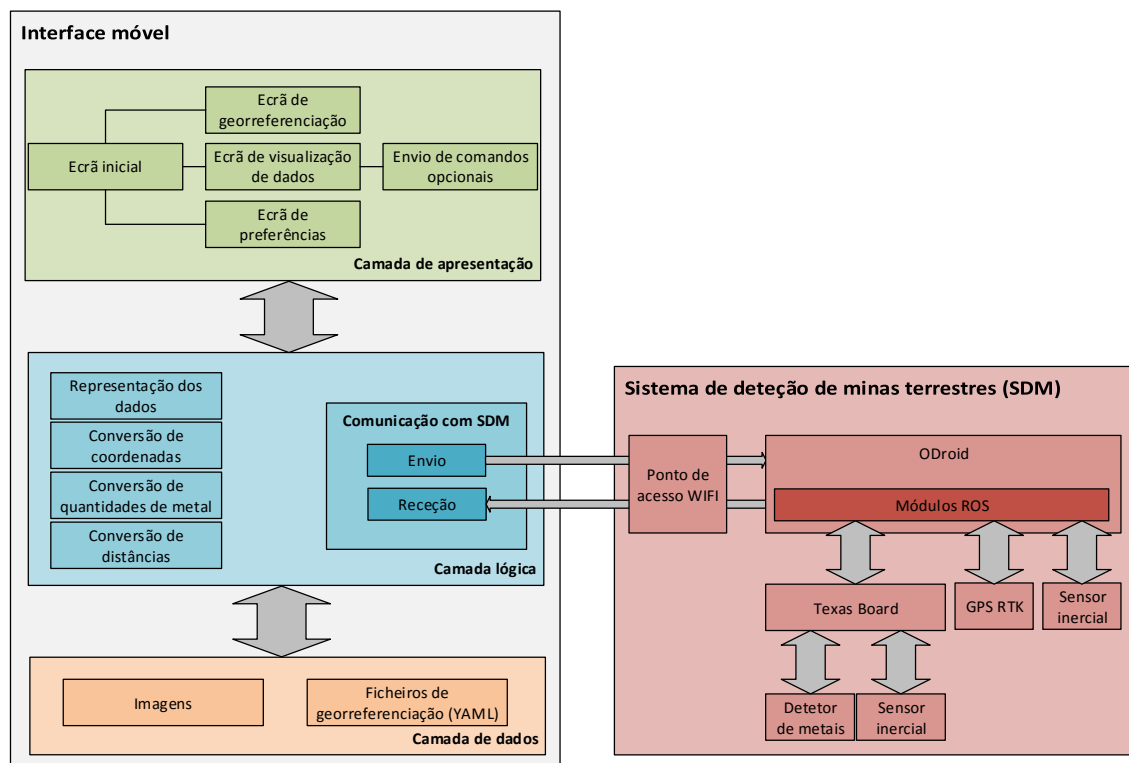 Interface móvel
Ecrã de
georreferenciação
Ecrã inicial
Ecrã de visualização
de dados
Envio de comandos
opcionais
Ecrã de
preferências
Camada de apresentação
Representação dos
dados
Conversão de
coordenadas
Conversão de
quantidades de metal
Conversão de
distâncias
Comunicação com SDM
Envio
Receção
Camada lógica
Imagens
Ficheiros de
georreferenciação (YAML)
Camada de dados
Sistema de deteção de minas terrestres (SDM)
Ponto de
acesso WIFI
ODroid
Módulos ROS
Texas Board
GPS RTK
Sensor
inercial
Detetor
de metais
Sensor
inercial